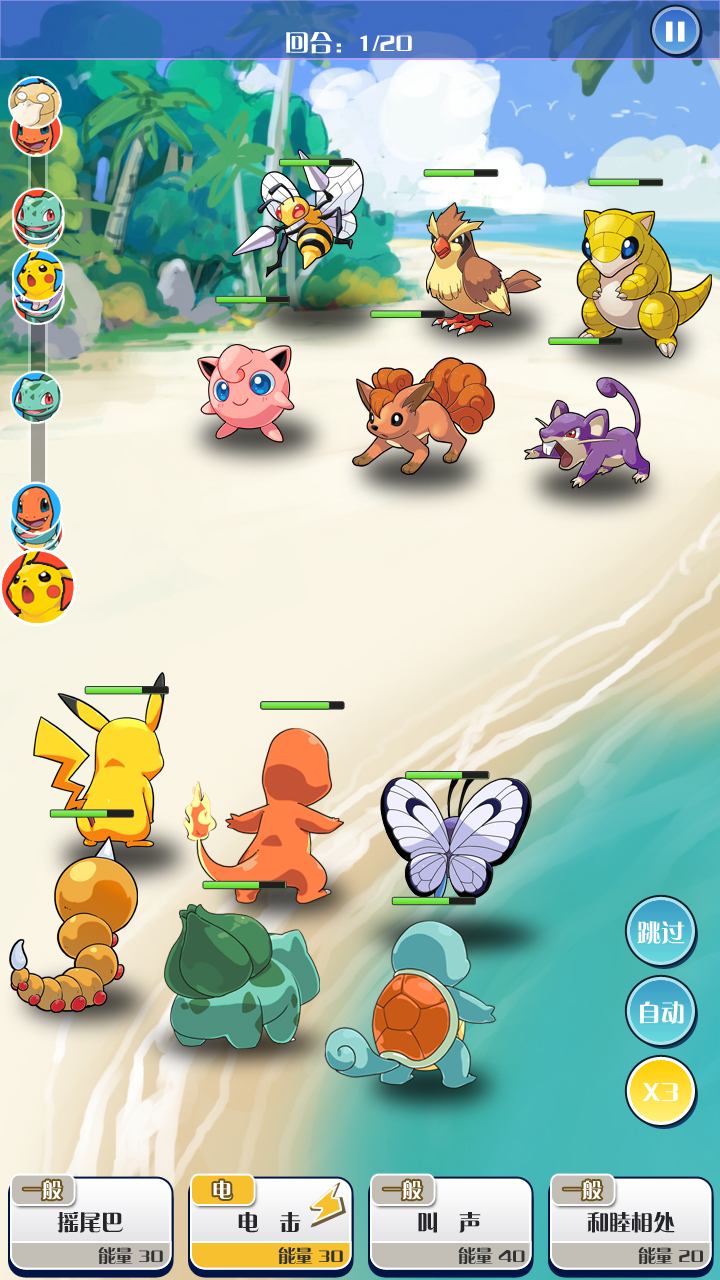 回合：1/20
跳过
自动
X3
一般
摇尾巴
能量 30
电
电 击
能量 30
一般
叫 声
能量 40
一般
和睦相处
能量 20